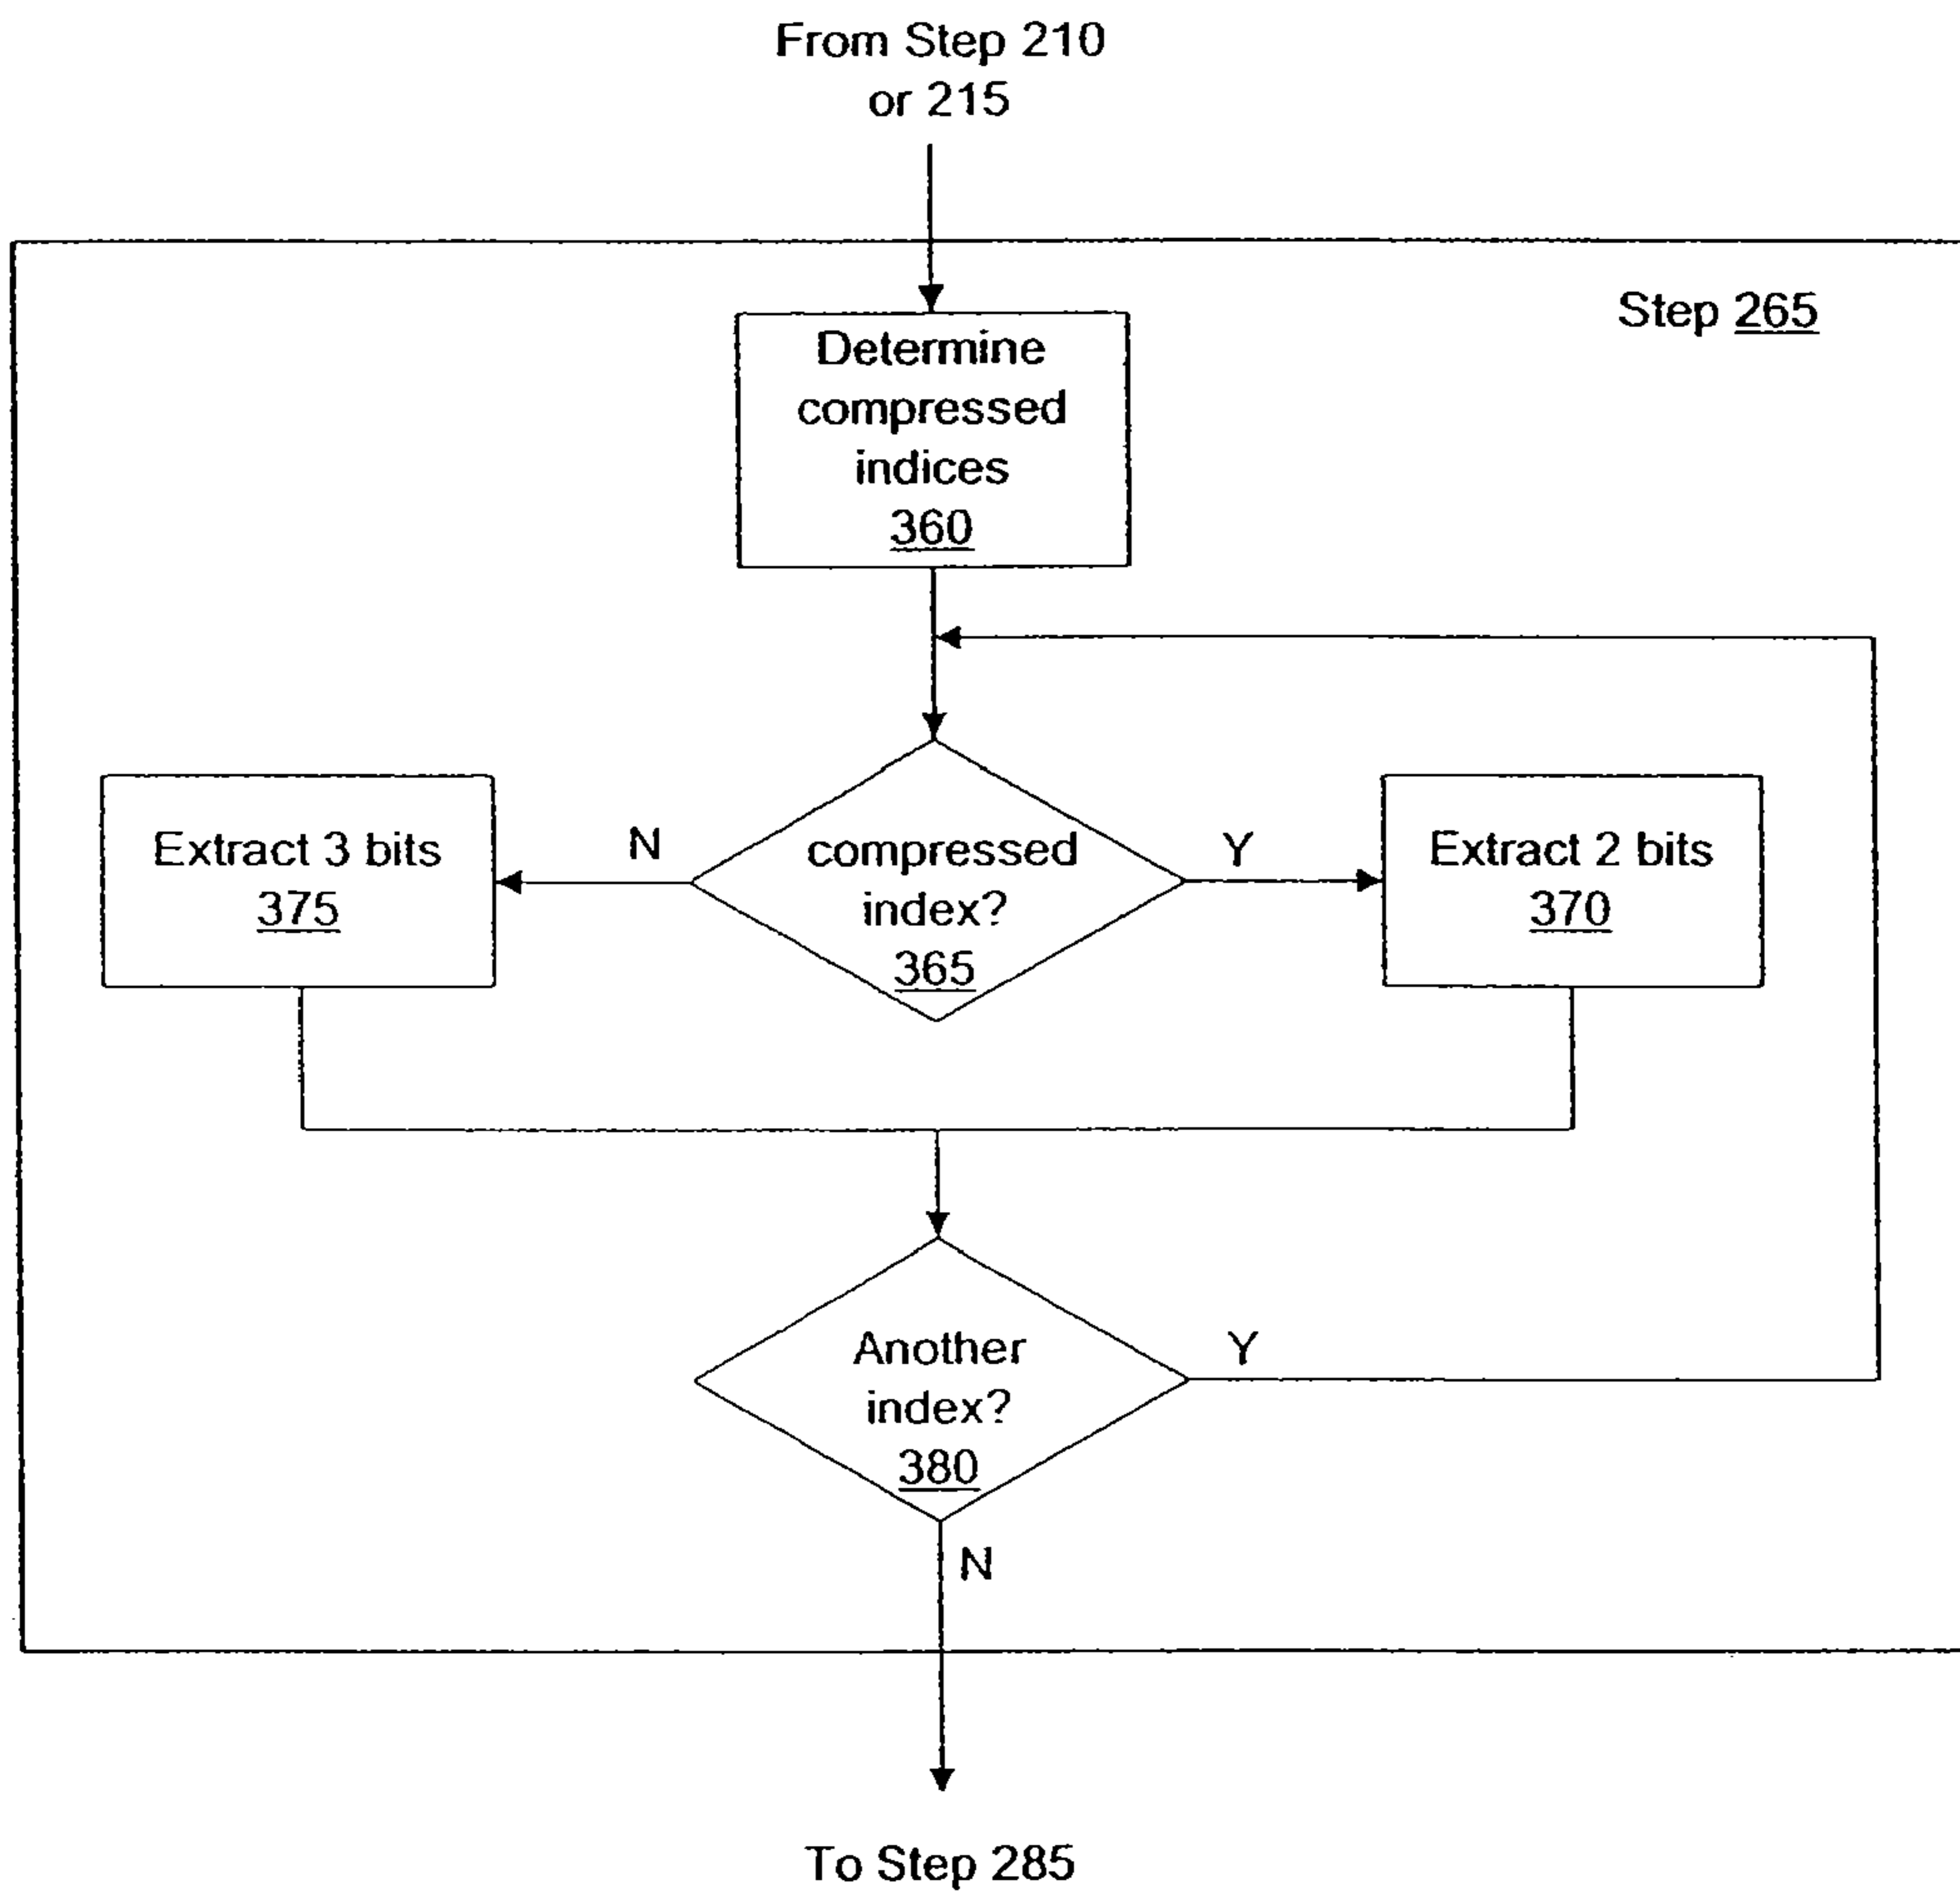 From Step 210
or 215
Step 265
Determine
compressed
indices
360
Extract 3 bits
375
N
compressed
index?
365
Y
Extract 2 bits
370
Another
index?
380
Y
N
To Step 285